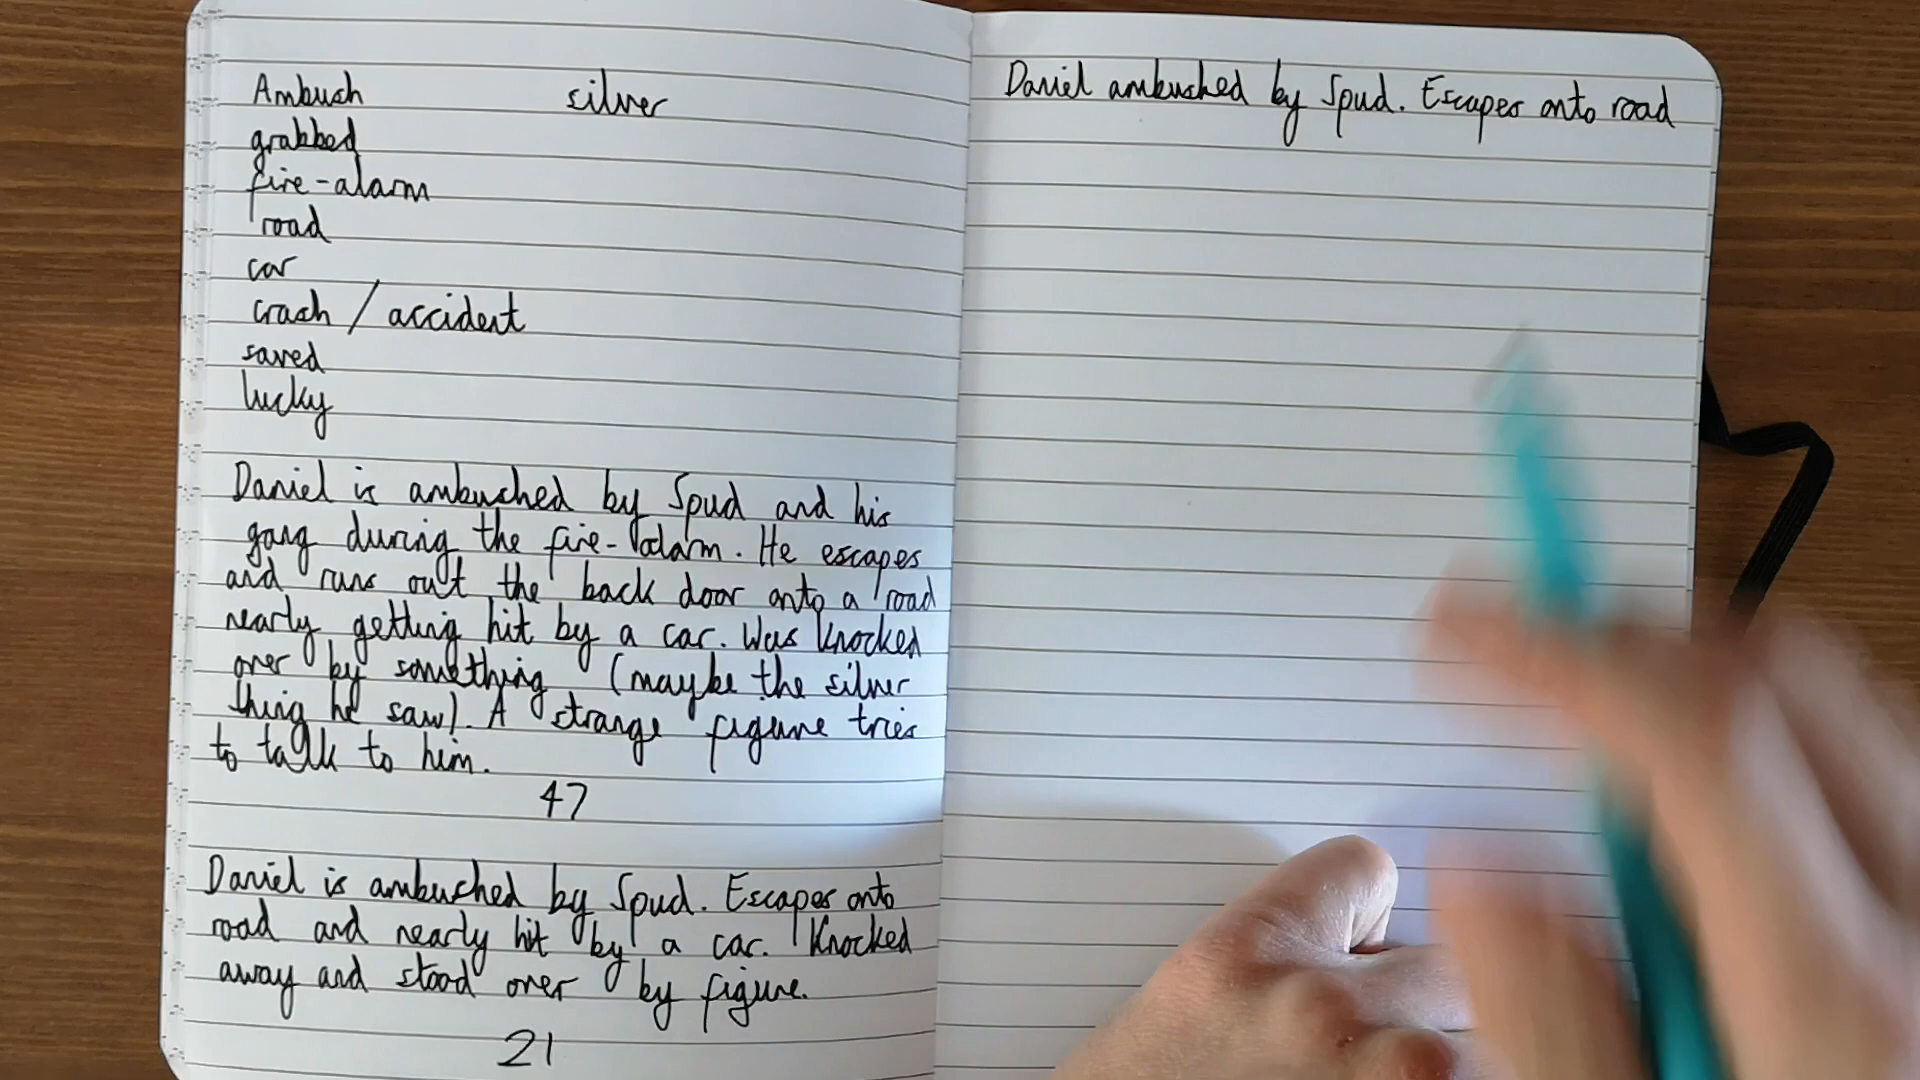 Ambush silver
grabbed
fire-alarm
road
car
crash / accident
saved
lucky
Daniel is ambushed by Spud and his
gang during the fire-alarm. He escapes
and runs out the back door onto a road
nearly getting hit by a car. Was knocked
over by something (maybe the silver
thing he saw). A strange figure tries
to talk to him.
47
Daniel is ambushed by Spud. Escapes onto
road and nearly hit by a car. Knocked
away and stood over by figure.
21
Daniel ambushed by Spud. Escapes onto road